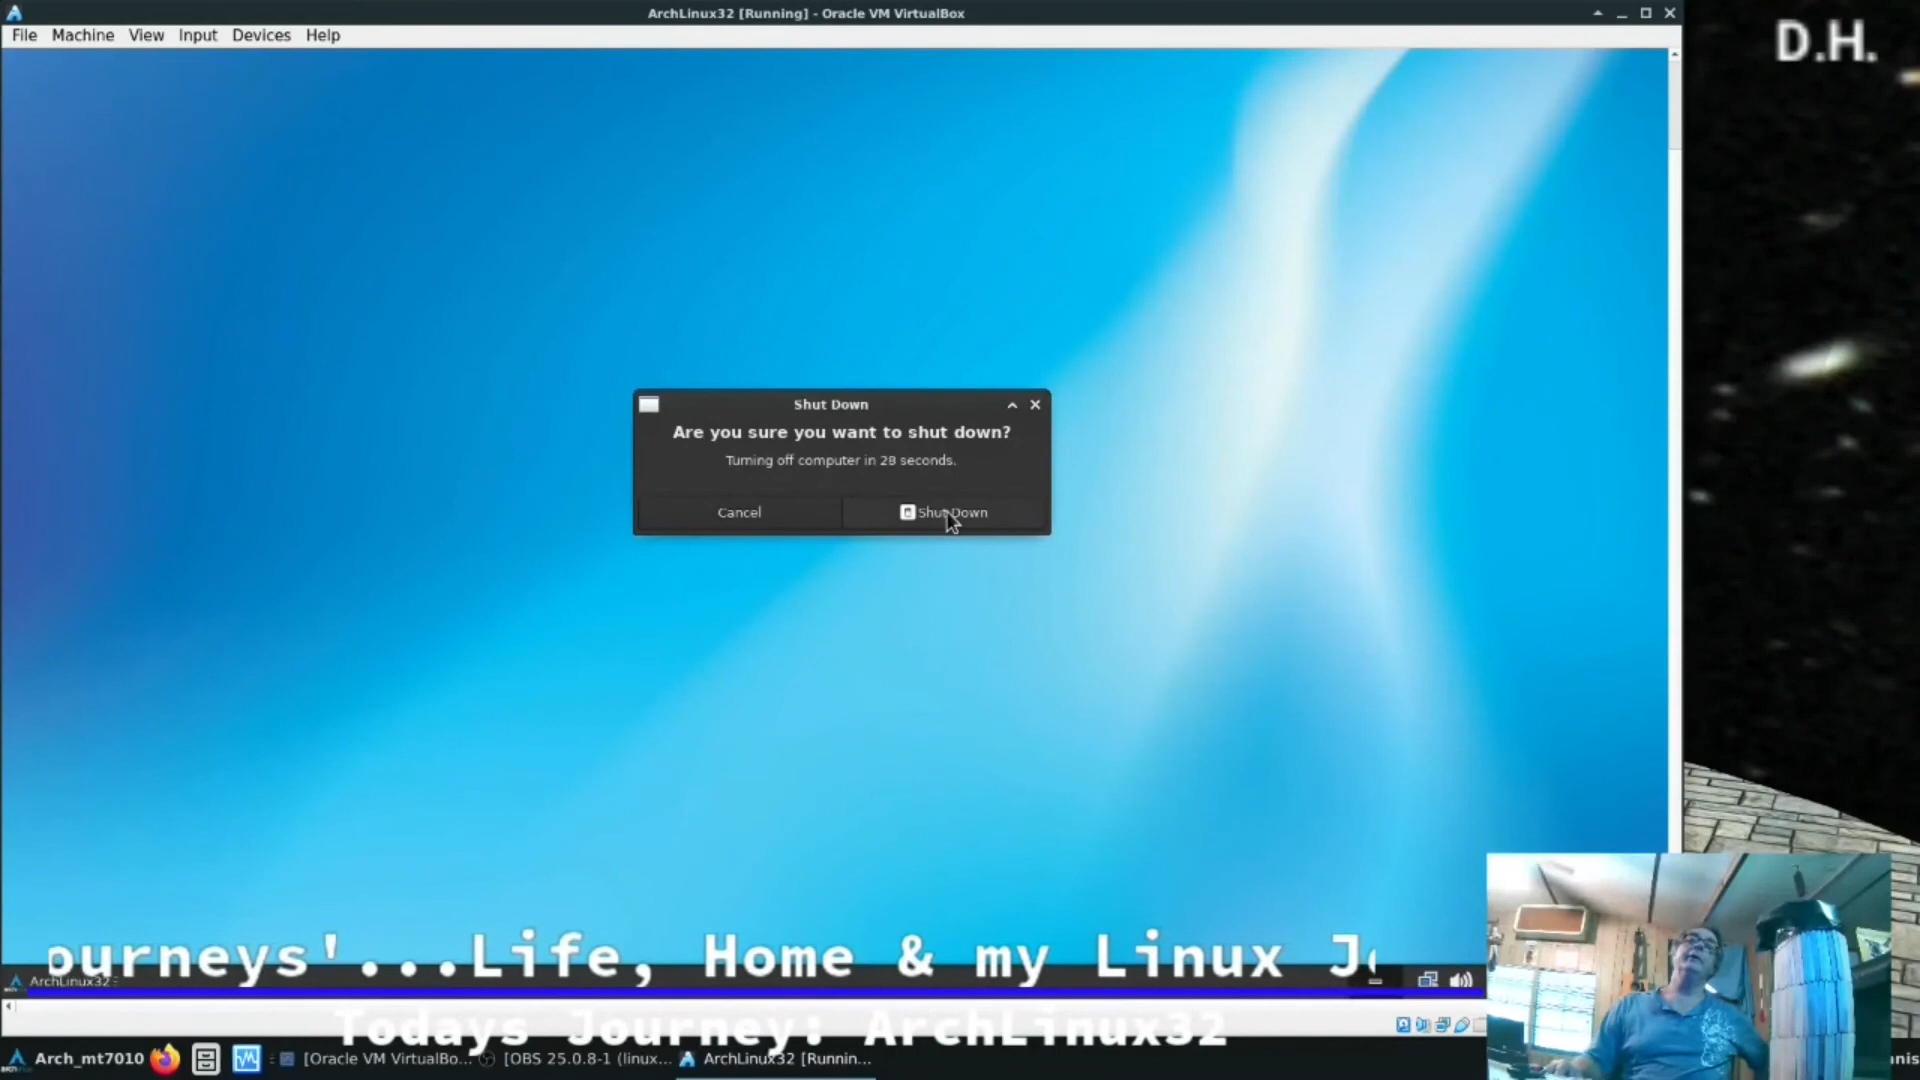 ArchLinux32 [Running] - Oracle VM VirtualBox
D.H.
File Machine View Input Devices Help
Shut Down
Are you sure you want to shut down?
Turning off computer in 28 seconds.
Cancel Shut Down
ourneys'...Life, Home & my Linux J
ArchLinux32
Todays Journey: ArchLinux32
Arch_mt7010 [Oracle VM VirtualBo... [OBS 25.0.8-1 (linux... ArchLinux32 [Runnin...